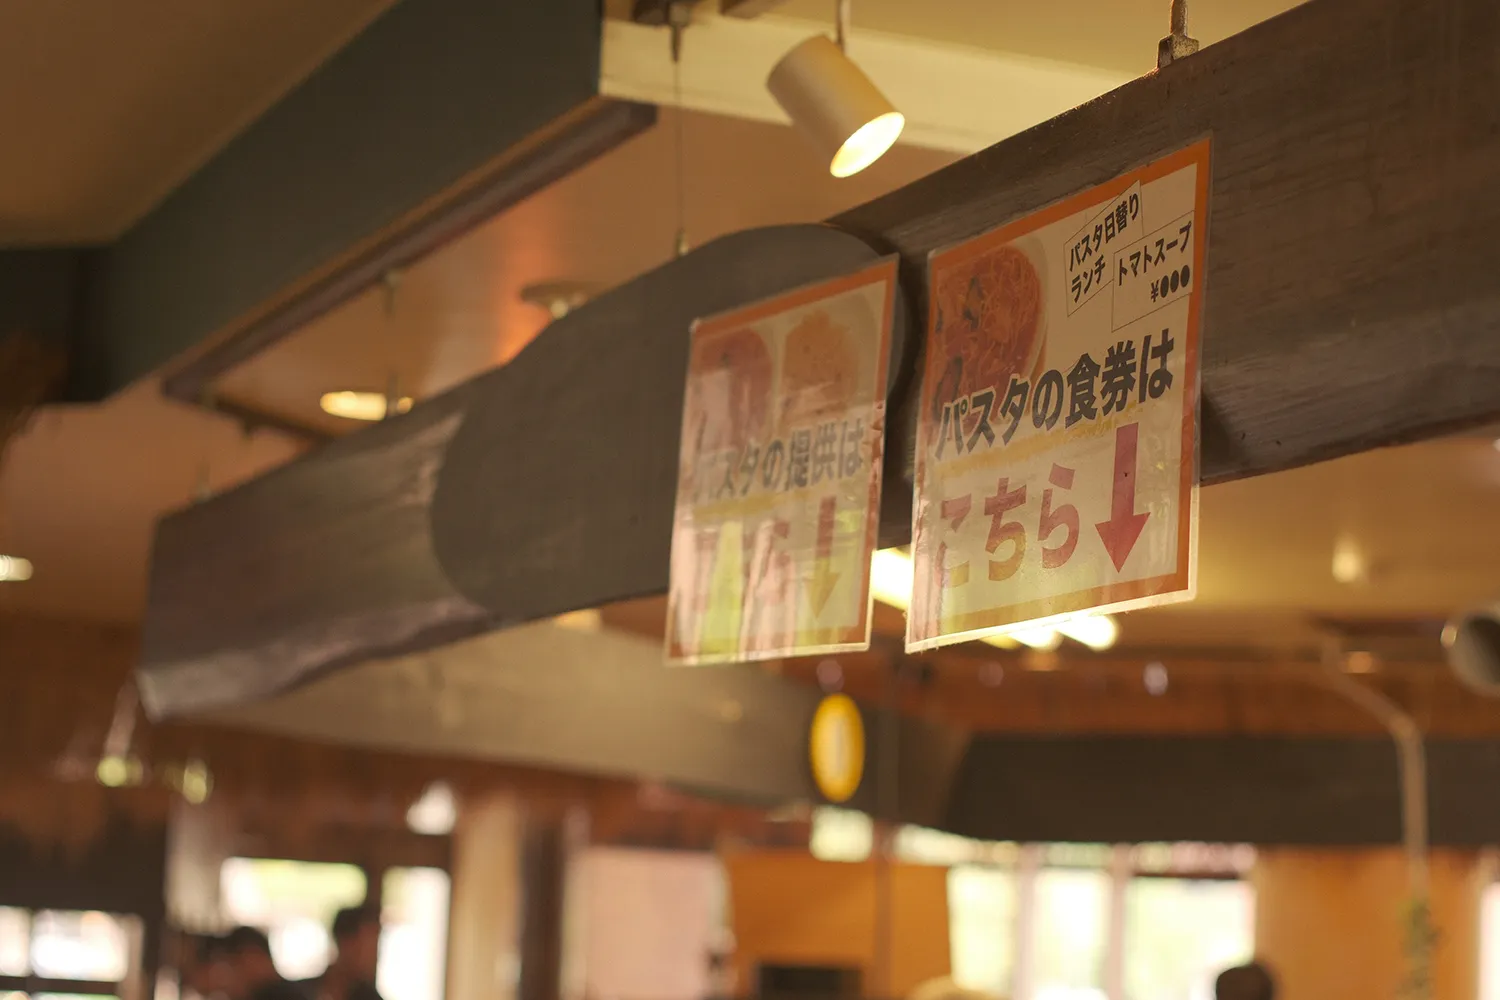 パスタの提供は
パスタ日替り
ランチ
トマトスープ
¥●●●
パスタの食券は
こちら